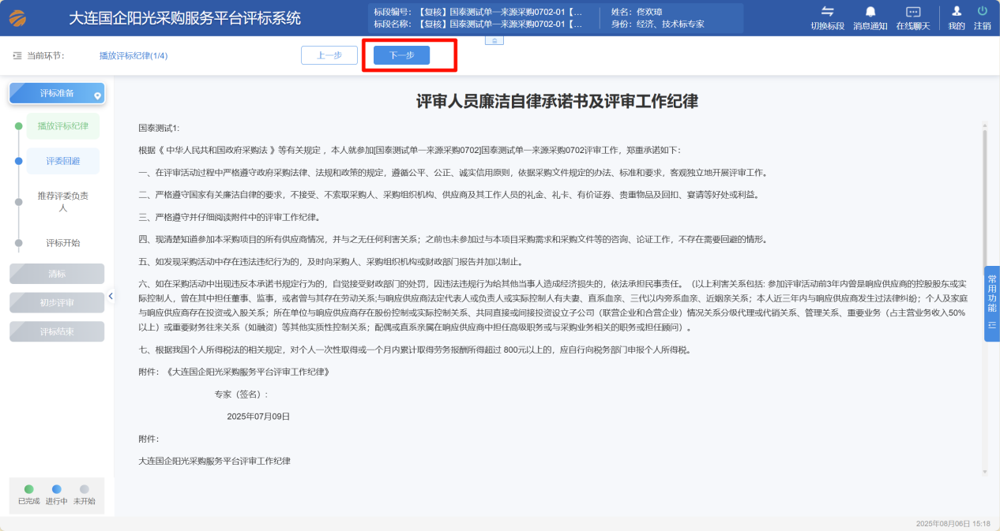 大连国企阳光采购服务平台评标系统
标段编号：【复核】国泰测试单一来源采购0702-01【...
标段名称：【复核】国泰测试单一来源采购0702-01【...
姓名：佟欢璋
身份：经济、技术标专家
切换标段 消息通知 在线聊天 我的 注销
当前环节：
播放评标纪律(1/4)
上一步
下一步
评标准备
播放评标纪律
评委回避
推荐评委负责
人
评标开始
清标
初步评审
评标结束
已完成 进行中 未开始
评审人员廉洁自律承诺书及评审工作纪律
国泰测试1:
根据《 中华人民共和国政府采购法 》等有关规定 ，本人就参加[国泰测试单一来源采购0702]国泰测试单一来源采购0702评审工作，郑重承诺如下：
一、在评审活动过程中严格遵守政府采购法律、法规和政策的规定，遵循公平、公正、诚实信用原则，依据采购文件规定的办法、标准和要求，客观独立地开展评审工作。
二、严格遵守国家有关廉洁自律的要求，不接受、不索取采购人、采购组织机构、供应商及其工作人员的礼金、礼卡、有价证券、贵重物品及回扣、宴请等好处或利益。
三、严格遵守并仔细阅读附件中的评审工作纪律。
四、现清楚知道参加本采购项目的所有供应商情况，并与之无任何利害关系；之前也未参加过与本项目采购需求和采购文件等的咨询、论证工作，不存在需要回避的情形。
五、如发现采购活动中存在违法违纪行为的，及时向采购人、采购组织机构或财政部门报告并加以制止。
六、如在采购活动中出现违反本承诺书规定行为的，自觉接受财政部门的处罚，因违法违规行为给其他当事人造成经济损失的，依法承担民事责任。（以上利害关系包括: 参加评审活动前3年内曾是响应供应商的控股股东或实
际控制人，曾在其中担任董事、监事，或者曾与其存在劳动关系;与响应供应商法定代表人或负责人或实际控制人有夫妻、直系血亲、三代以内旁系血亲、近姻亲关系；本人近三年内与响应供应商发生过法律纠纷；个人及家庭
与响应供应商存在投资或入股关系；所在单位与响应供应商存在股份控制或实际控制关系、共同直接或间接投资设立子公司（联营企业和合营企业）情况关系分级代理或代销关系、管理关系、重要业务（占主营业务收入50%
以上）或重要财务往来关系（如融资）等其他实质性控制关系；配偶或直系亲属在响应供应商中担任高级职务或与采购业务相关的职务或担任顾问）。
七、根据我国个人所得税法的相关规定，对个人一次性取得或一个月内累计取得劳务报酬所得超过 800元以上的，应自行向税务部门申报个人所得税。
附件：《大连国企阳光采购服务平台评审工作纪律》
专家（签名）：
2025年07月09日
附件：
大连国企阳光采购服务平台评审工作纪律
常用功能
2025年08月06日 15:18